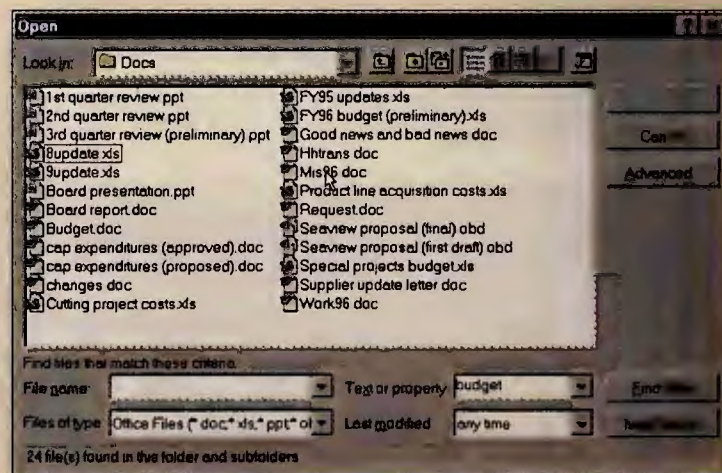 Open
Look in: Docs
1st quarter review ppt
2nd quarter review ppt
3rd quarter review (preliminary) ppt
8update xls
9update.xls
Board presentation.ppt
Board report.doc
Budget.doc
cap expenditures (approved).doc
cap expenditures (proposed).doc
changes doc
Cutting project costs.xls
FY95 updates xls
FY96 budget (preliminary).xls
Good news and bad news doc
Hhtrans doc
Mis96 doc
Product line acquisition costs.xls
Request.doc
Seaview proposal (final) obd
Seaview proposal (first draft) obd
Special projects budget.xls
Supplier update letter doc
Work96 doc
Advanced
Find files that match these criteria
File name:
Text or property budget
Files of type Office Files (*.doc,*.xls,*.ppt,*
Last modified any time
24 file(s) found in this folder and subfolders